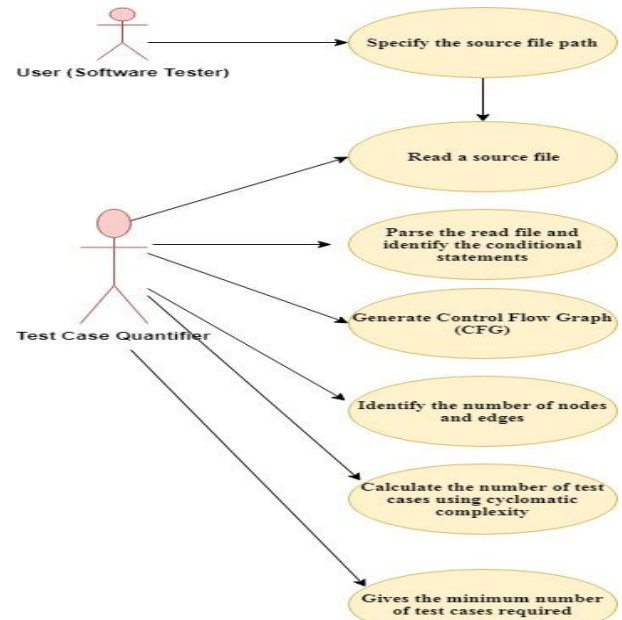 Specify the source file path
User (Software Tester)
Read a source file
Parse the read file and
identify the conditional
statements
Test Case Quantifier
Generate Control Flow Graph
(CFG)
Identify the number of nodes
and edges
Calculate the number of test
cases using cyclomatic
complexity
Gives the minimum number
of test cases required